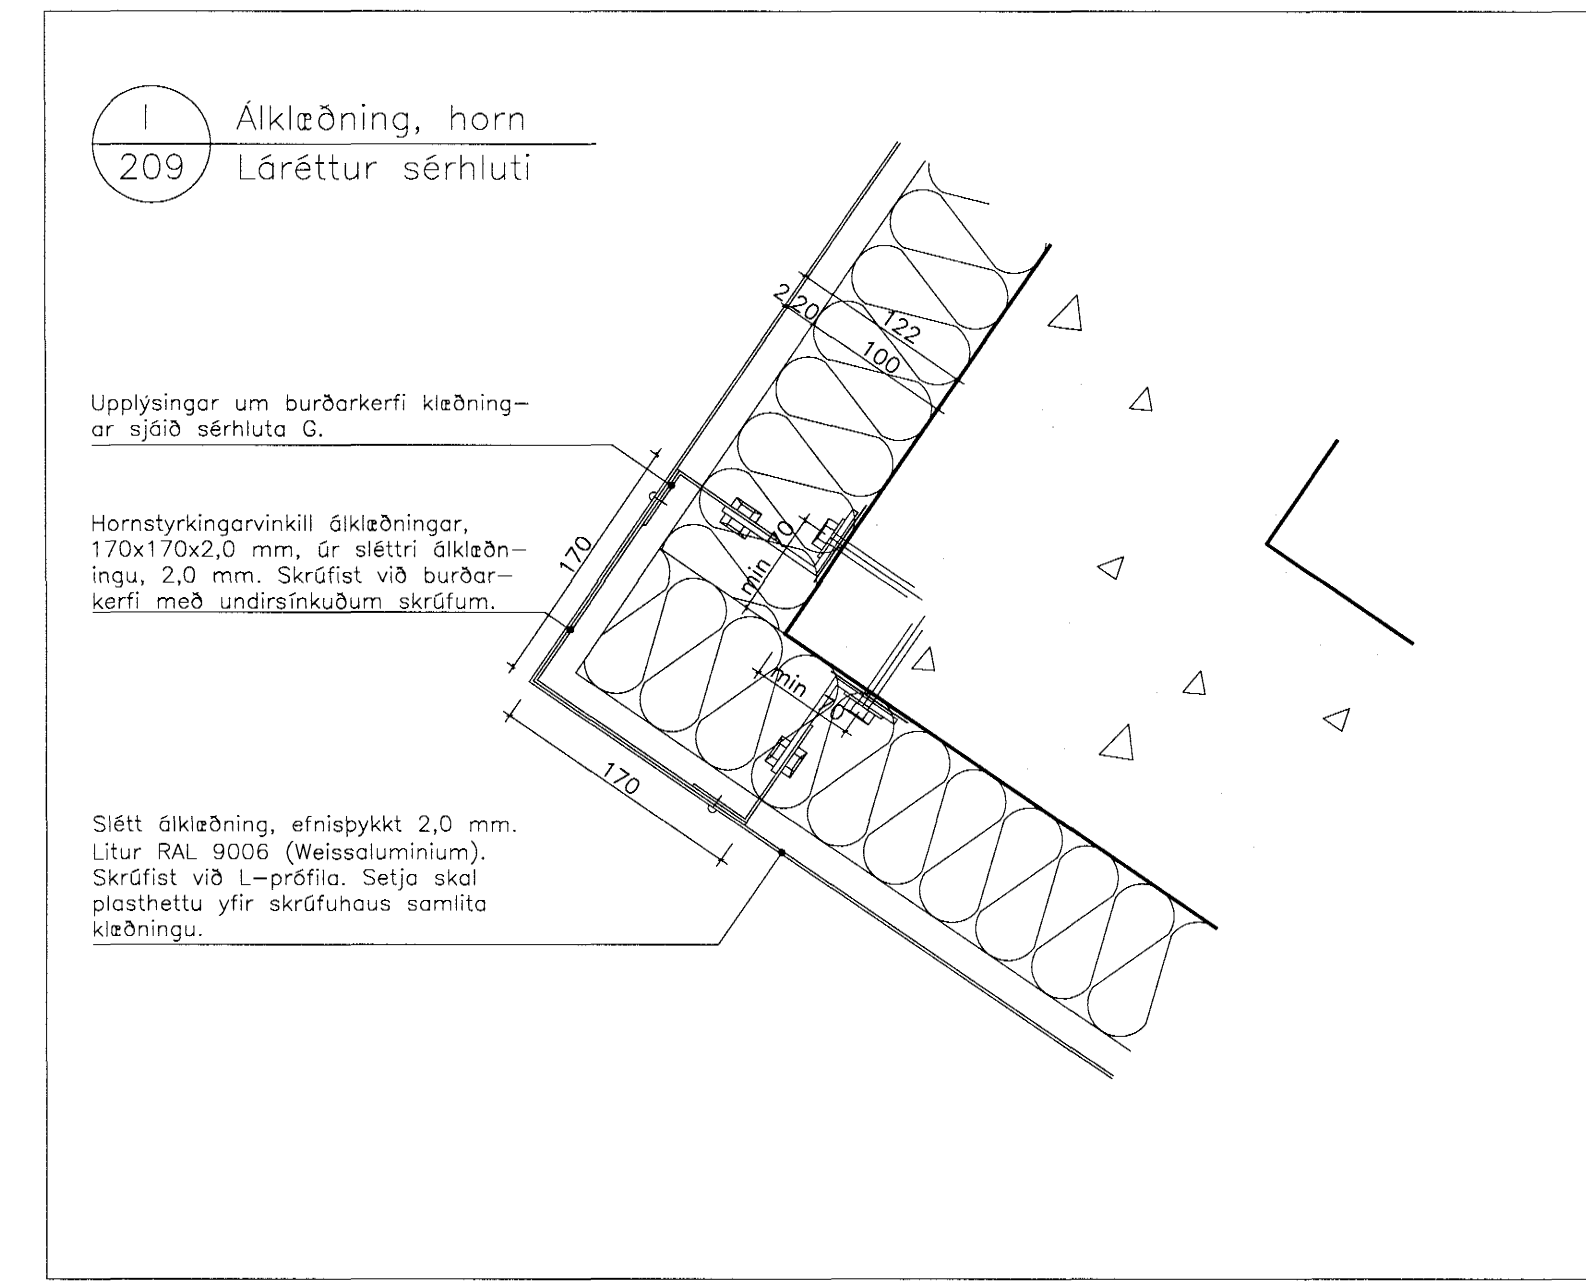 I
209
Álklæðning, horn
Láréttur sérhluti
2
20
122
100
Upplýsingar um burðarkerfi klæðning–
ar sjáið sérhluta G.
Hornstyrkingarvinkill álklæðningar,
170x170x2,0 mm, úr sléttri álklæðn–
ingu, 2,0 mm. Skrúfist við burðar–
kerfi með undirsínkuðum skrúfum.
170
min 70
min 70
170
Slétt álklæðning, efnisþykkt 2,0 mm.
Litur RAL 9006 (Weissaluminium).
Skrúfist við L–prófíla. Setja skal
plasthettu yfir skrúfuhaus samlita
klæðningu.